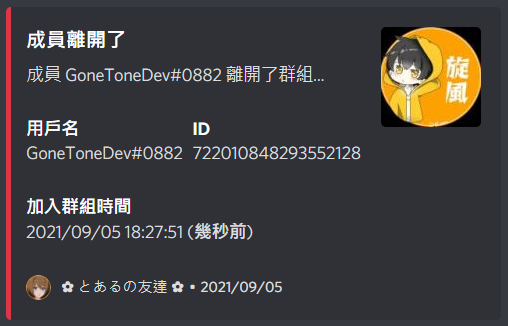 成員離開了
成員 GoneToneDev#0882 離開了群組...
旋風
用戶名 ID
GoneToneDev#0882 722010848293552128
加入群組時間
2021/09/05 18:27:51 (幾秒前)
✿ とあるの友達 ✿ • 2021/09/05